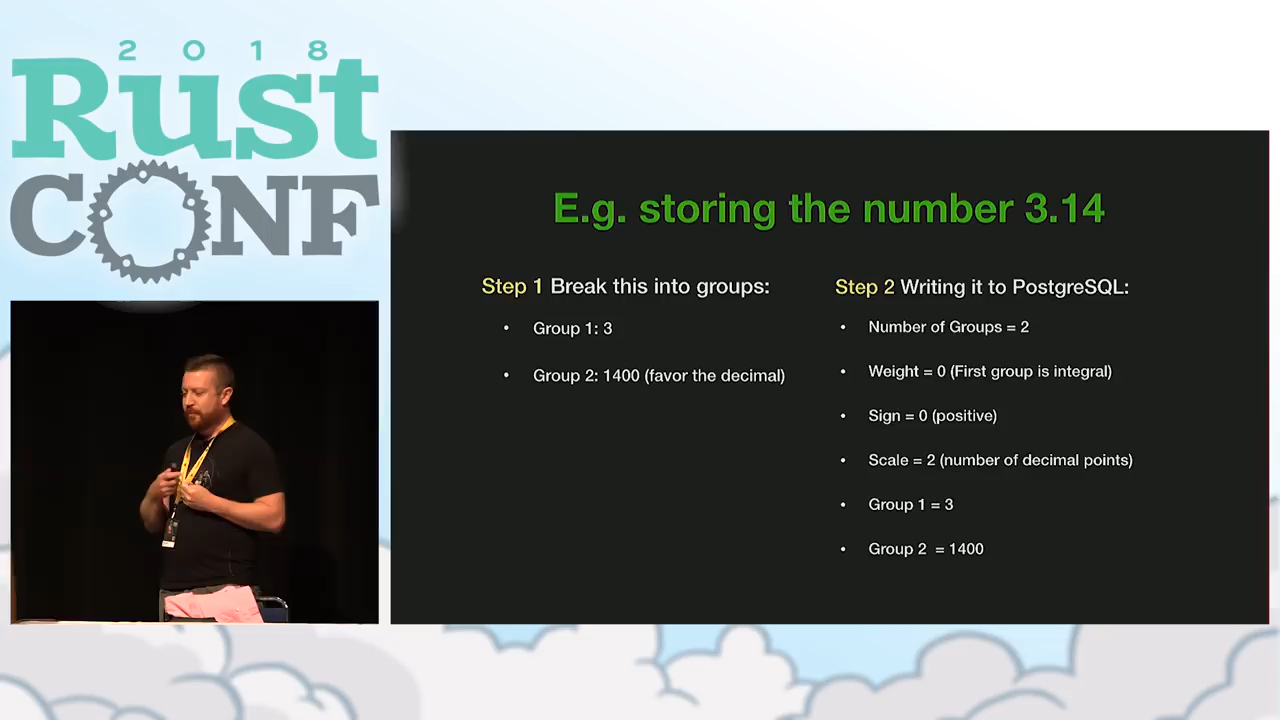 2018
Rust
CONF
E.g. storing the number 3.14
Step 1 Break this into groups:
• Group 1: 3
• Group 2: 1400 (favor the decimal)
Step 2 Writing it to PostgreSQL:
• Number of Groups = 2
• Weight = 0 (First group is integral)
• Sign = 0 (positive)
• Scale = 2 (number of decimal points)
• Group 1 = 3
• Group 2 = 1400